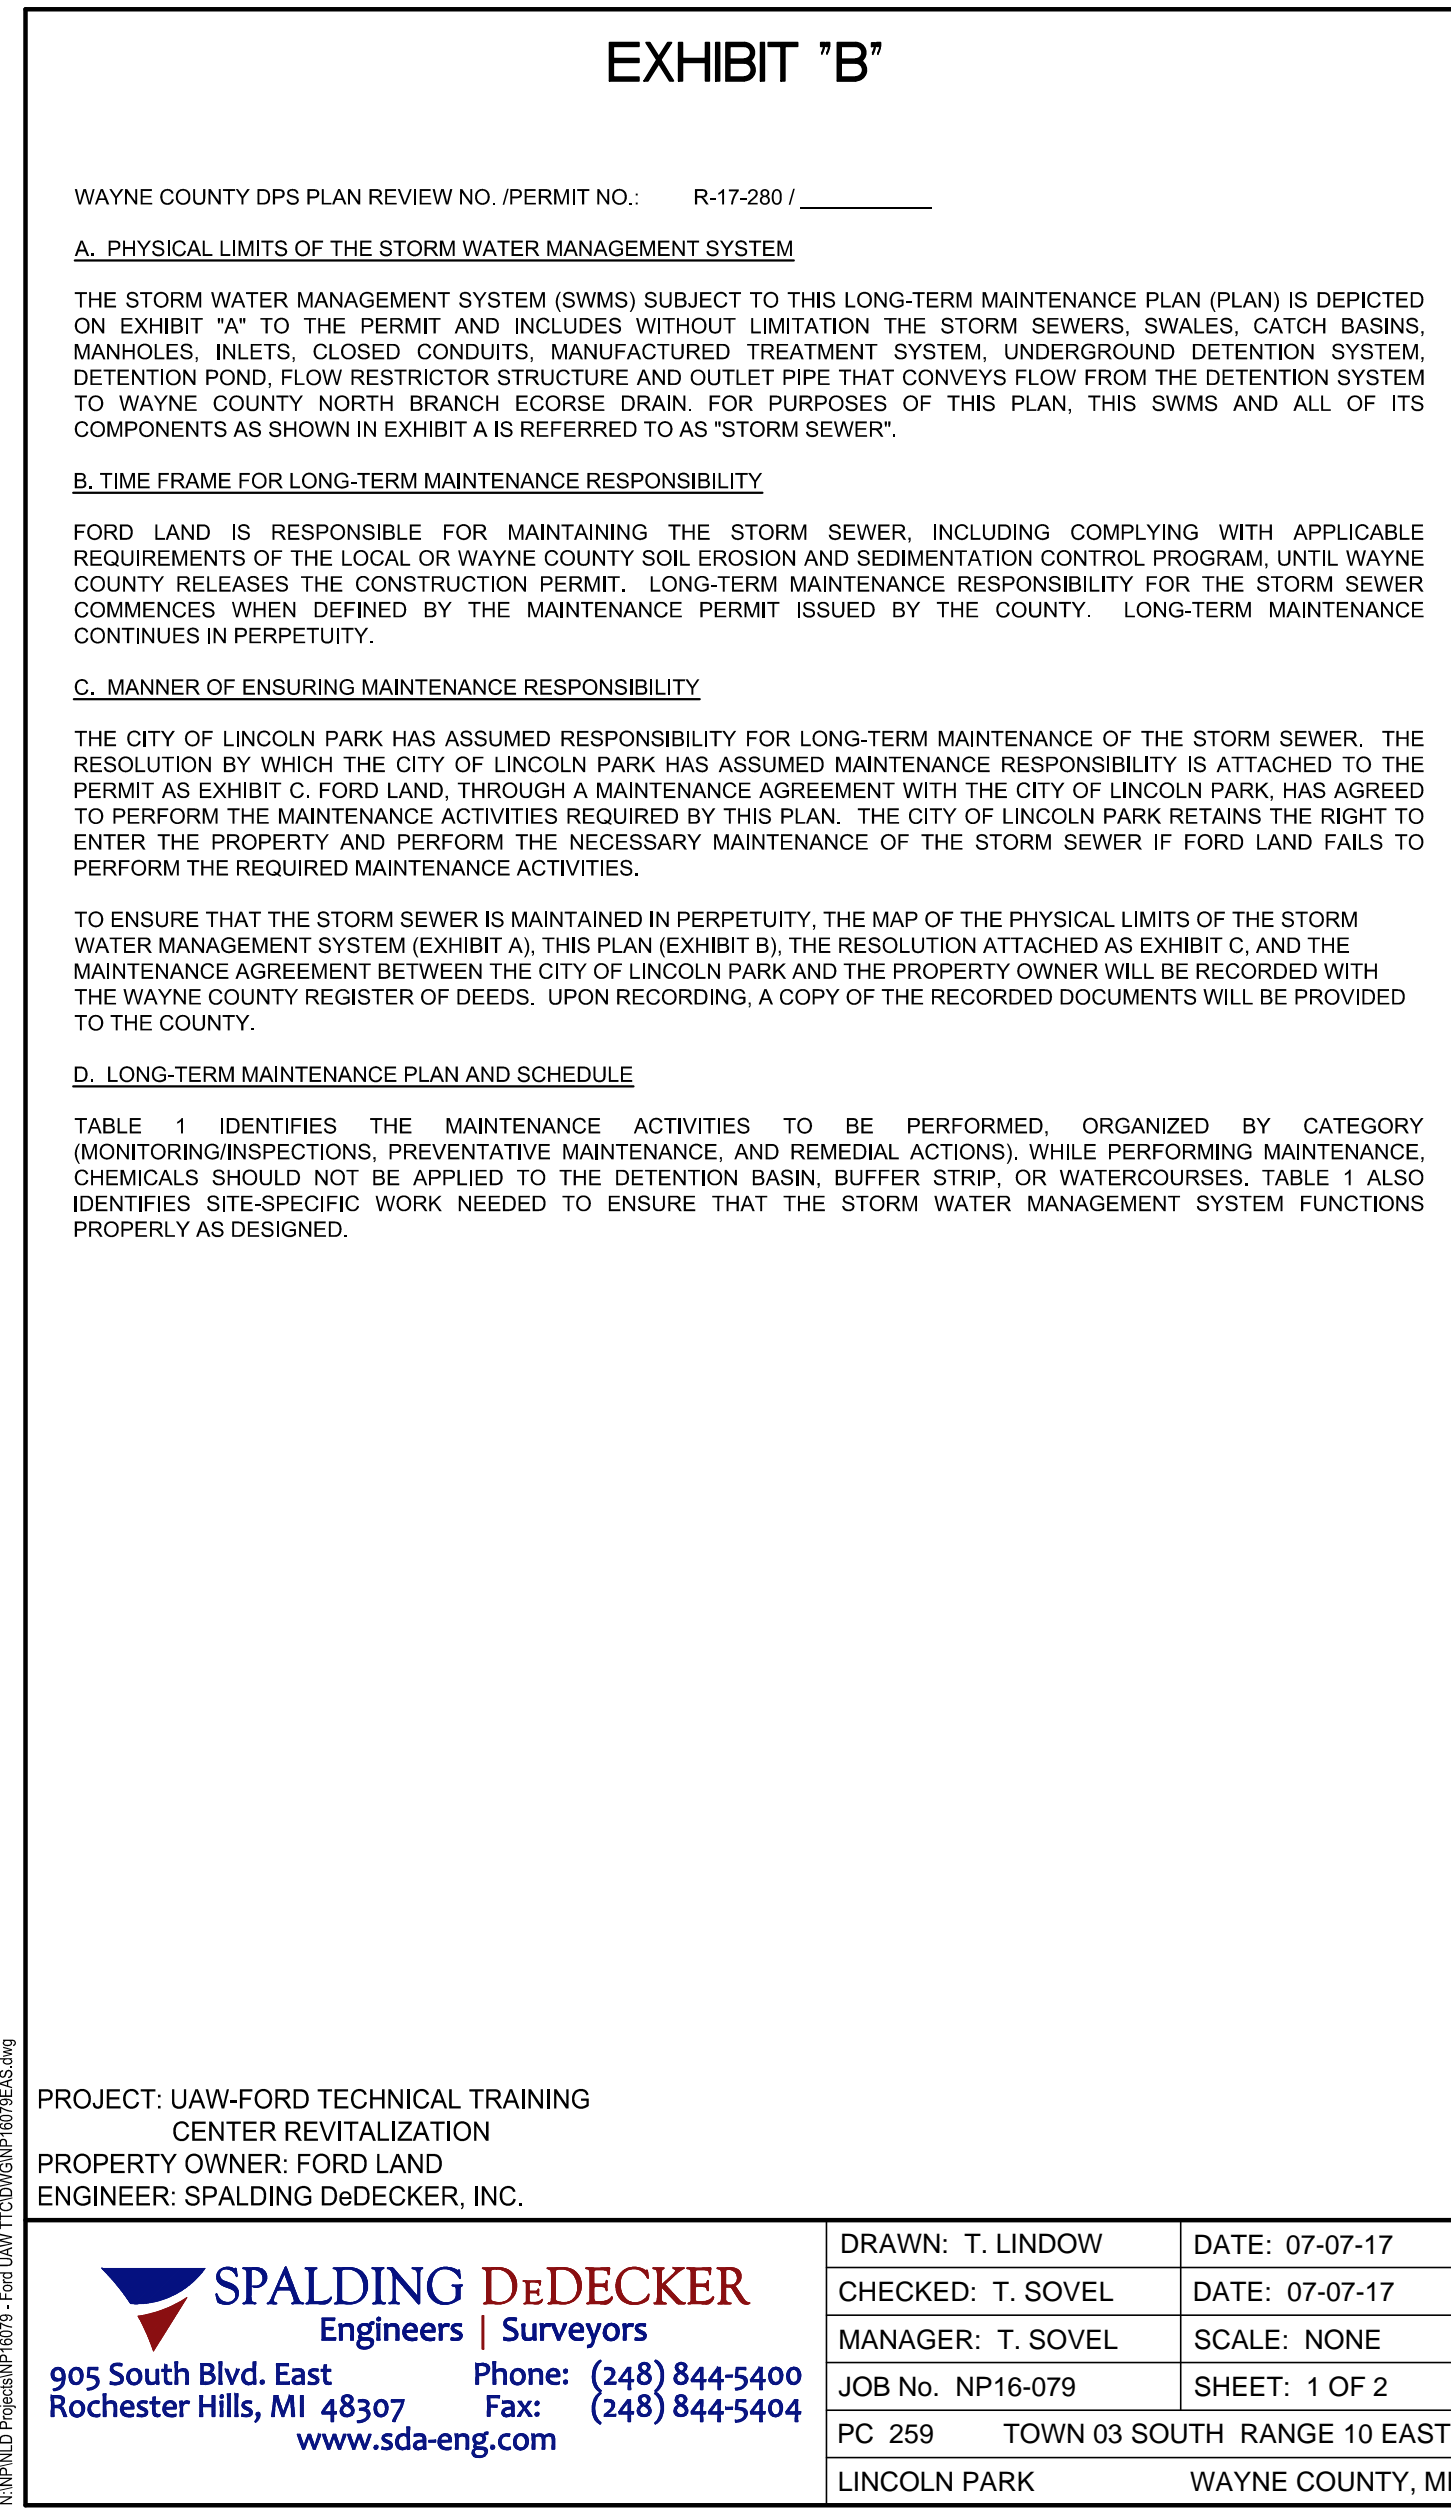 EXHIBIT "B"
WAYNE COUNTY DPS PLAN REVIEW NO. /PERMIT NO.: R-17-280 / ___________
A. PHYSICAL LIMITS OF THE STORM WATER MANAGEMENT SYSTEM
THE STORM WATER MANAGEMENT SYSTEM (SWMS) SUBJECT TO THIS LONG-TERM MAINTENANCE PLAN (PLAN) IS DEPICTED
ON EXHIBIT "A" TO THE PERMIT AND INCLUDES WITHOUT LIMITATION THE STORM SEWERS, SWALES, CATCH BASINS,
MANHOLES, INLETS, CLOSED CONDUITS, MANUFACTURED TREATMENT SYSTEM, UNDERGROUND DETENTION SYSTEM,
DETENTION POND, FLOW RESTRICTOR STRUCTURE AND OUTLET PIPE THAT CONVEYS FLOW FROM THE DETENTION SYSTEM
TO WAYNE COUNTY NORTH BRANCH ECORSE DRAIN. FOR PURPOSES OF THIS PLAN, THIS SWMS AND ALL OF ITS
COMPONENTS AS SHOWN IN EXHIBIT A IS REFERRED TO AS "STORM SEWER".
B. TIME FRAME FOR LONG-TERM MAINTENANCE RESPONSIBILITY
FORD LAND IS RESPONSIBLE FOR MAINTAINING THE STORM SEWER, INCLUDING COMPLYING WITH APPLICABLE
REQUIREMENTS OF THE LOCAL OR WAYNE COUNTY SOIL EROSION AND SEDIMENTATION CONTROL PROGRAM, UNTIL WAYNE
COUNTY RELEASES THE CONSTRUCTION PERMIT. LONG-TERM MAINTENANCE RESPONSIBILITY FOR THE STORM SEWER
COMMENCES WHEN DEFINED BY THE MAINTENANCE PERMIT ISSUED BY THE COUNTY. LONG-TERM MAINTENANCE
CONTINUES IN PERPETUITY.
C. MANNER OF ENSURING MAINTENANCE RESPONSIBILITY
THE CITY OF LINCOLN PARK HAS ASSUMED RESPONSIBILITY FOR LONG-TERM MAINTENANCE OF THE STORM SEWER. THE
RESOLUTION BY WHICH THE CITY OF LINCOLN PARK HAS ASSUMED MAINTENANCE RESPONSIBILITY IS ATTACHED TO THE
PERMIT AS EXHIBIT C. FORD LAND, THROUGH A MAINTENANCE AGREEMENT WITH THE CITY OF LINCOLN PARK, HAS AGREED
TO PERFORM THE MAINTENANCE ACTIVITIES REQUIRED BY THIS PLAN. THE CITY OF LINCOLN PARK RETAINS THE RIGHT TO
ENTER THE PROPERTY AND PERFORM THE NECESSARY MAINTENANCE OF THE STORM SEWER IF FORD LAND FAILS TO
PERFORM THE REQUIRED MAINTENANCE ACTIVITIES.
TO ENSURE THAT THE STORM SEWER IS MAINTAINED IN PERPETUITY, THE MAP OF THE PHYSICAL LIMITS OF THE STORM
WATER MANAGEMENT SYSTEM (EXHIBIT A), THIS PLAN (EXHIBIT B), THE RESOLUTION ATTACHED AS EXHIBIT C, AND THE
MAINTENANCE AGREEMENT BETWEEN THE CITY OF LINCOLN PARK AND THE PROPERTY OWNER WILL BE RECORDED WITH
THE WAYNE COUNTY REGISTER OF DEEDS. UPON RECORDING, A COPY OF THE RECORDED DOCUMENTS WILL BE PROVIDED
TO THE COUNTY.
D. LONG-TERM MAINTENANCE PLAN AND SCHEDULE
TABLE 1 IDENTIFIES THE MAINTENANCE ACTIVITIES TO BE PERFORMED, ORGANIZED BY CATEGORY
(MONITORING/INSPECTIONS, PREVENTATIVE MAINTENANCE, AND REMEDIAL ACTIONS). WHILE PERFORMING MAINTENANCE,
CHEMICALS SHOULD NOT BE APPLIED TO THE DETENTION BASIN, BUFFER STRIP, OR WATERCOURSES. TABLE 1 ALSO
IDENTIFIES SITE-SPECIFIC WORK NEEDED TO ENSURE THAT THE STORM WATER MANAGEMENT SYSTEM FUNCTIONS
PROPERLY AS DESIGNED.
N:\NP\NLD Projects\NP16079 - Ford UAW TTC\DWG\NP16079EAS.dwg
PROJECT: UAW-FORD TECHNICAL TRAINING
CENTER REVITALIZATION
PROPERTY OWNER: FORD LAND
ENGINEER: SPALDING DeDECKER, INC.
SPALDING DEDECKER
Engineers | Surveyors
905 South Blvd. East Phone: (248) 844-5400
Rochester Hills, MI 48307 Fax: (248) 844-5404
www.sda-eng.com
DRAWN: T. LINDOW DATE: 07-07-17
CHECKED: T. SOVEL DATE: 07-07-17
MANAGER: T. SOVEL SCALE: NONE
JOB No. NP16-079 SHEET: 1 OF 2
PC 259 TOWN 03 SOUTH RANGE 10 EAST
LINCOLN PARK WAYNE COUNTY, MI